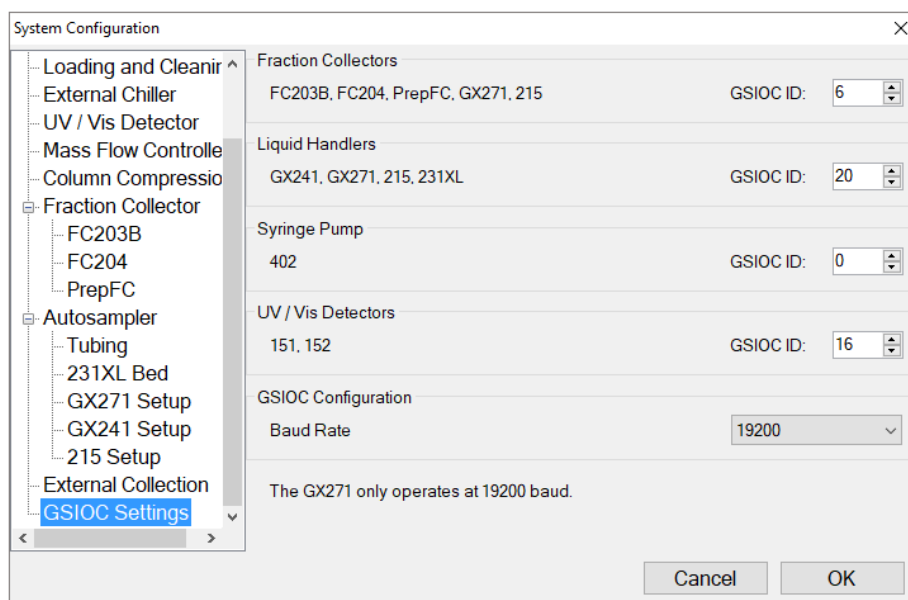 System Configuration
Loading and Cleanir
External Chiller
UV / Vis Detector
Mass Flow Controlle
Column Compressio
Fraction Collector
FC203B
FC204
PrepFC
Autosampler
Tubing
231XL Bed
GX271 Setup
GX241 Setup
215 Setup
External Collection
GSIOC Settings
Fraction Collectors
FC203B, FC204, PrepFC, GX271, 215 GSIOC ID: 6
Liquid Handlers
GX241, GX271, 215, 231XL GSIOC ID: 20
Syringe Pump
402 GSIOC ID: 0
UV / Vis Detectors
151, 152 GSIOC ID: 16
GSIOC Configuration
Baud Rate 19200
The GX271 only operates at 19200 baud.
Cancel OK